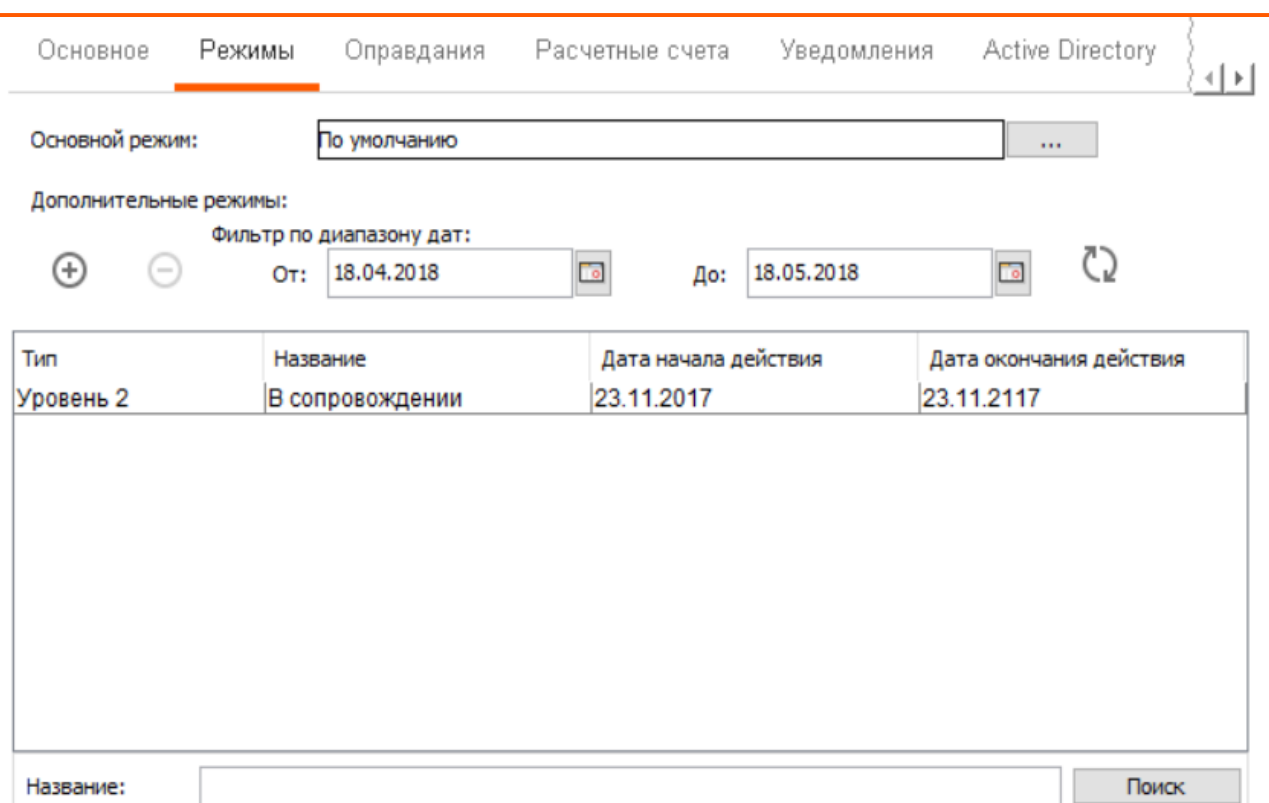 Основное Режимы Оправдания Расчетные счета Уведомления Active Directory
Основной режим: По умолчанию ...
Дополнительные режимы:
Фильтр по диапазону дат:
От: 18.04.2018 До: 18.05.2018
Тип Название Дата начала действия Дата окончания действия
Уровень 2 В сопровождении 23.11.2017 23.11.2117
Название: Поиск